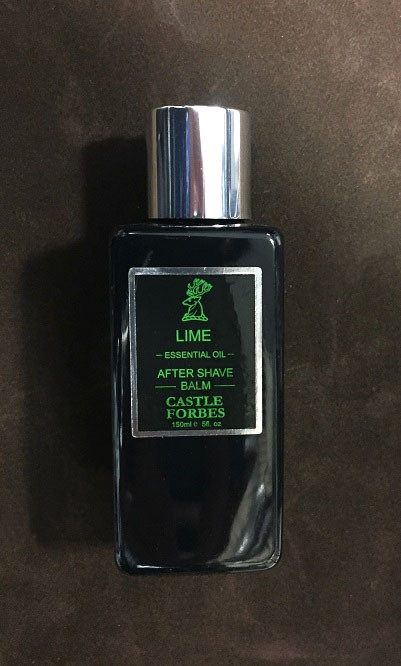 LIME
– ESSENTIAL OIL –
AFTER SHAVE
— BALM —
CASTLE
FORBES
150ml ℮ 5fl. oz